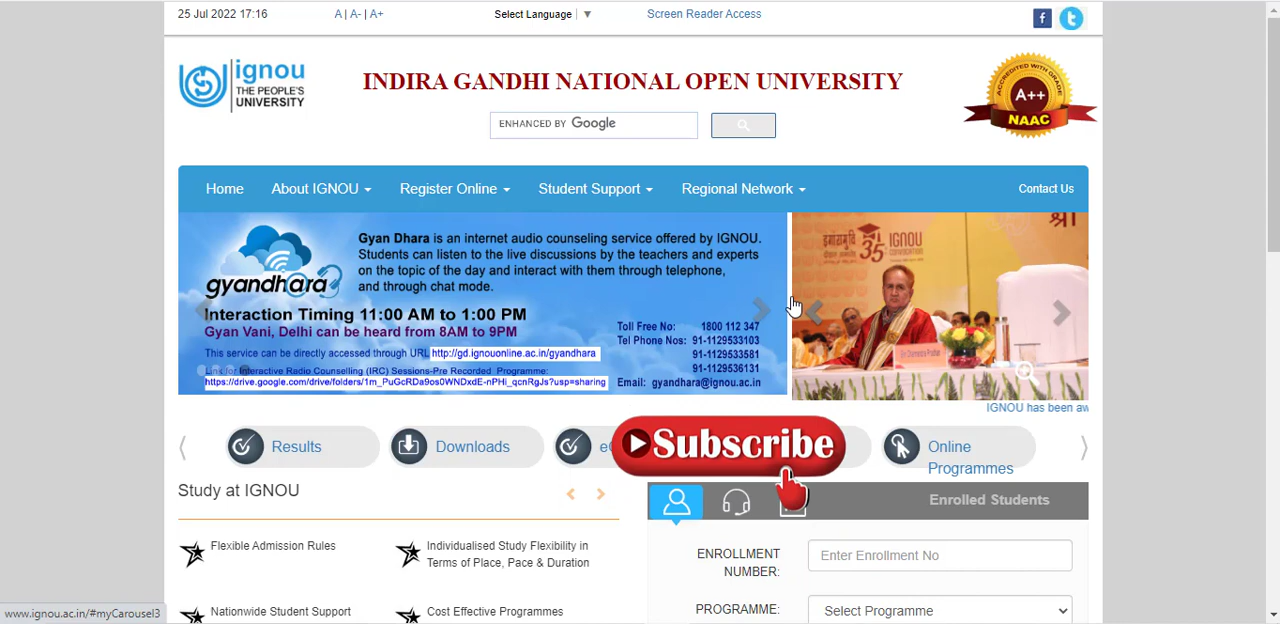 25 Jul 2022 17:16
A | A- | A+
Select Language ▼
Screen Reader Access
ignou
THE PEOPLE'S
UNIVERSITY
INDIRA GANDHI NATIONAL OPEN UNIVERSITY
ENHANCED BY Google
ACCREDITED WITH GRADE
A++
NAAC
Home
About IGNOU
Register Online
Student Support
Regional Network
Contact Us
Gyan Dhara is an internet audio counseling service offered by IGNOU.
Students can listen to the live discussions by the teachers and experts
on the topic of the day and interact with them through telephone,
and through chat mode.
gyandhara
Interaction Timing 11:00 AM to 1:00 PM
Gyan Vani, Delhi can be heard from 8AM to 9PM
This service can be directly accessed through URL http://gd.ignouonline.ac.in/gyandhara
Link for Interactive Radio Counselling (IRC) Sessions-Pre Recorded Programme:
https://drive.google.com/drive/folders/1m_PuGcRDa9os0WNDxdE-nPHi_qcnRgJs?usp=sharing
Toll Free No: 1800 112 347
Tel Phone Nos: 91-1129533103
91-1129533581
91-1129536131
Email: gyandhara@ignou.ac.in
श्री
35
IGNOU
CONVOCATION
IGNOU has been aw
Results
Downloads
Subscribe
Online
Programmes
Study at IGNOU
Enrolled Students
Flexible Admission Rules
Individualised Study Flexibility in
Terms of Place, Pace & Duration
ENROLLMENT
NUMBER:
Enter Enrollment No
Nationwide Student Support
Cost Effective Programmes
PROGRAMME:
Select Programme
www.ignou.ac.in/#myCarousel3